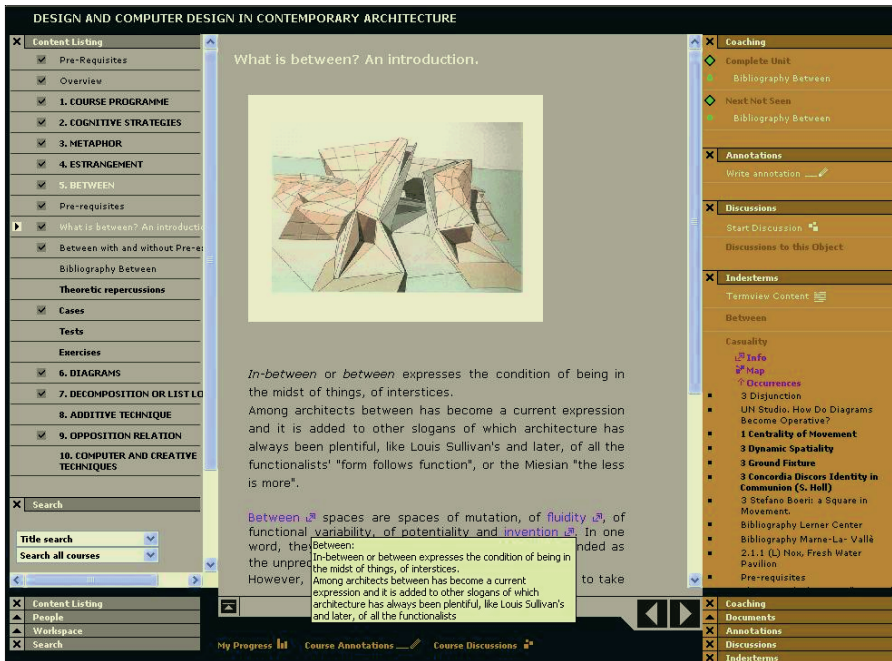 DESIGN AND COMPUTER DESIGN IN CONTEMPORARY ARCHITECTURE
Content Listing
Pre-Requisites
Overview
1. COURSE PROGRAMME
2. COGNITIVE STRATEGIES
3. METAPHOR
4. ESTRANGEMENT
5. BETWEEN
Pre-requisites
What is between? An introductio
Between with and without Pre-e
Bibliography Between
Theoretic repercussions
Cases
Tests
Exercises
6. DIAGRAMS
7. DECOMPOSITION OR LIST LO
8. ADDITIVE TECHNIQUE
9. OPPOSITION RELATION
10. COMPUTER AND CREATIVE
TECHNIQUES
Search
Title search
Search all courses
Content Listing
People
Workspace
Search
What is between? An introduction.
In-between or between expresses the condition of being in
the midst of things, of interstices.
Among architects between has become a current expression
and it is added to other slogans of which architecture has
always been plentiful, like Louis Sullivan's and later, of all the
functionalists' "form follows function", or the Miesian "the less
is more".
Between spaces are spaces of mutation, of fluidity, of
functional variability, of potentiality and invention. In one
word, the nded as
the unpre
However, to take
Between:
In-between or between expresses the condition of being in
the midst of things, of interstices.
Among architects between has become a current
expression and it is added to other slogans of which
architecture has always been plentiful, like Louis Sullivan's
and later, of all the functionalists
My Progress
Course Annotations
Course Discussions
Coaching
Complete Unit
Bibliography Between
Next Not Seen
Bibliography Between
Annotations
Write annotation
Discussions
Start Discussion
Discussions to this Object
Indexterms
Termview Content
Between
Casuality
Info
Map
Occurrences
3 Disjunction
UN Studio. How Do Diagrams
Become Operative?
1 Centrality of Movement
3 Dynamic Spatiality
3 Ground Fixture
3 Concordia Discors Identity in
Communion (S. Holl)
3 Stefano Boeri: a Square in
Movement.
Bibliography Lerner Center
Bibliography Marne-La- Vallè
2.1.1 (L) Nox, Fresh Water
Pavilion
Pre-requisites
Coaching
Documents
Annotations
Discussions
Indexterms